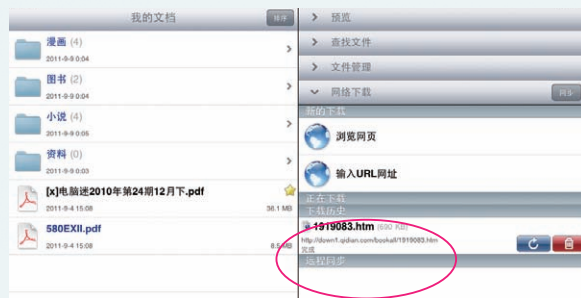 我的文档
排序
漫画 (4)
2011-9-9 0:04
图书 (2)
2011-9-9 0:04
小说 (4)
2011-9-9 0:05
资料 (0)
2011-9-9 0:03
[x]电脑迷2010年第24期12月下.pdf
2011-9-4 15:08
36.1 MB
580EXII.pdf
2011-9-4 15:08
8.5 MB
预览
查找文件
文件管理
网络下载
同步
新的下载
浏览网页
输入URL网址
正在下载
下载历史
1919083.htm (690 KB)
http://down1.qidian.com/bookall/1919083.htm
完成
远程同步